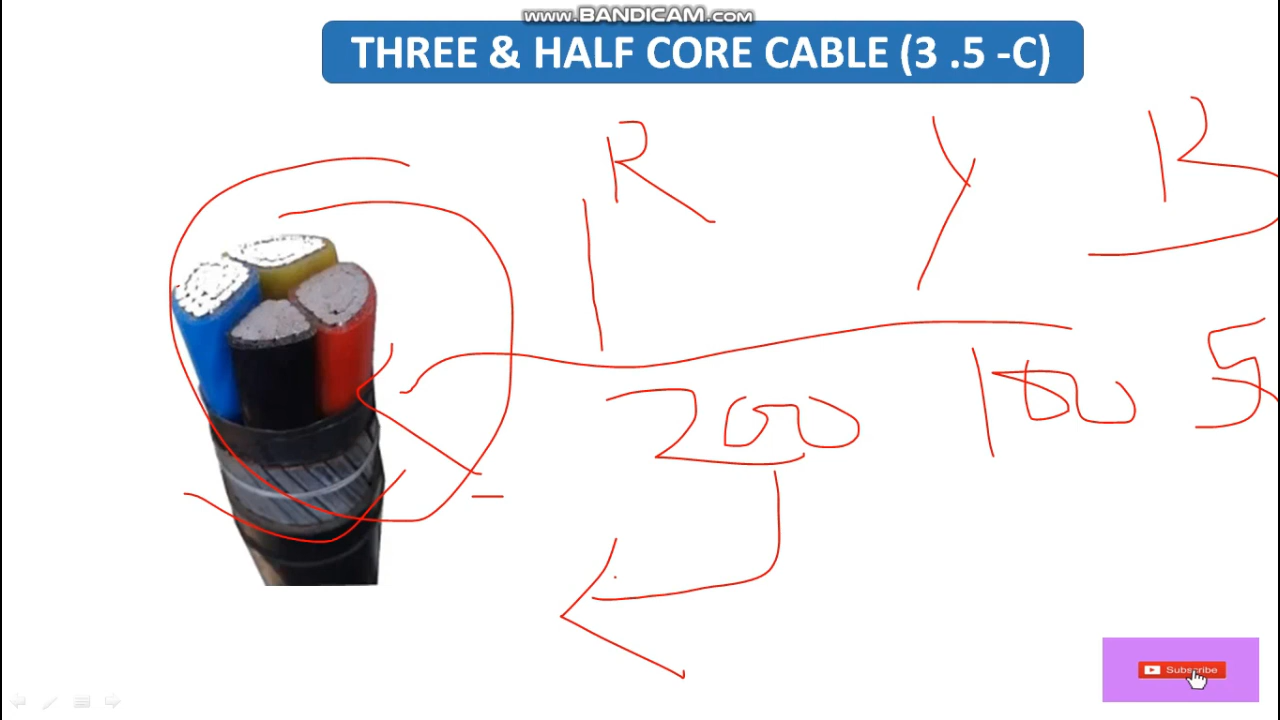 www.BANDICAM.com
THREE & HALF CORE CABLE (3 .5 -C)
R Y B
200 100 5
Subscribe